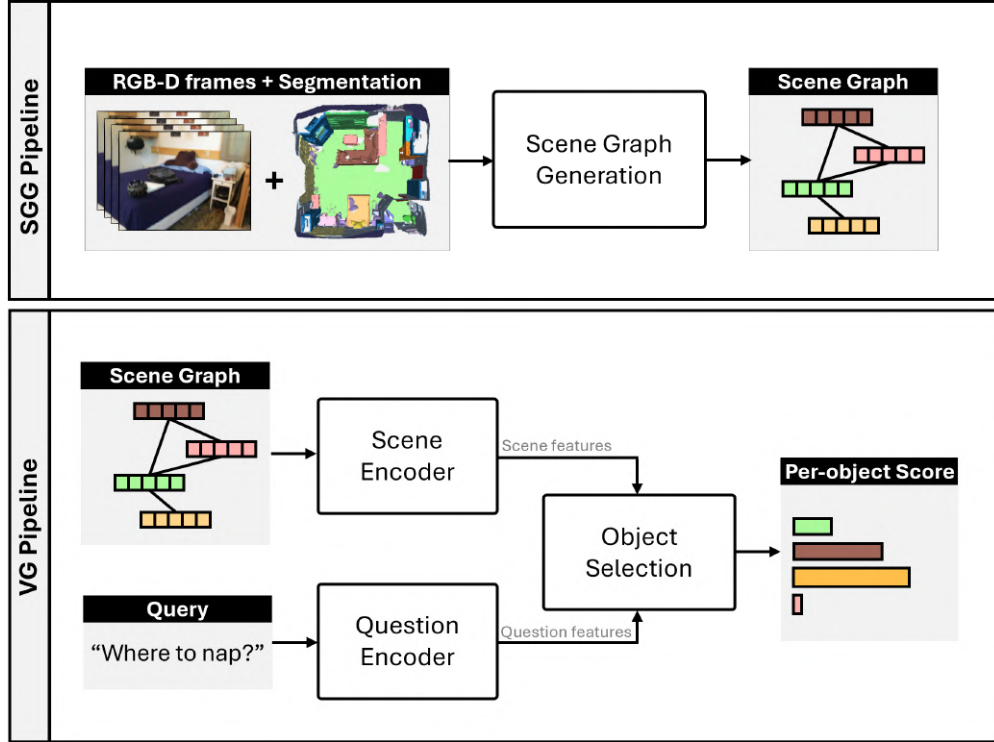 SGG Pipeline
RGB-D frames + Segmentation
+
Scene Graph
Generation
Scene Graph
VG Pipeline
Scene Graph
Scene
Encoder
Scene features
Query
“Where to nap?”
Question
Encoder
Question features
Object
Selection
Per-object Score